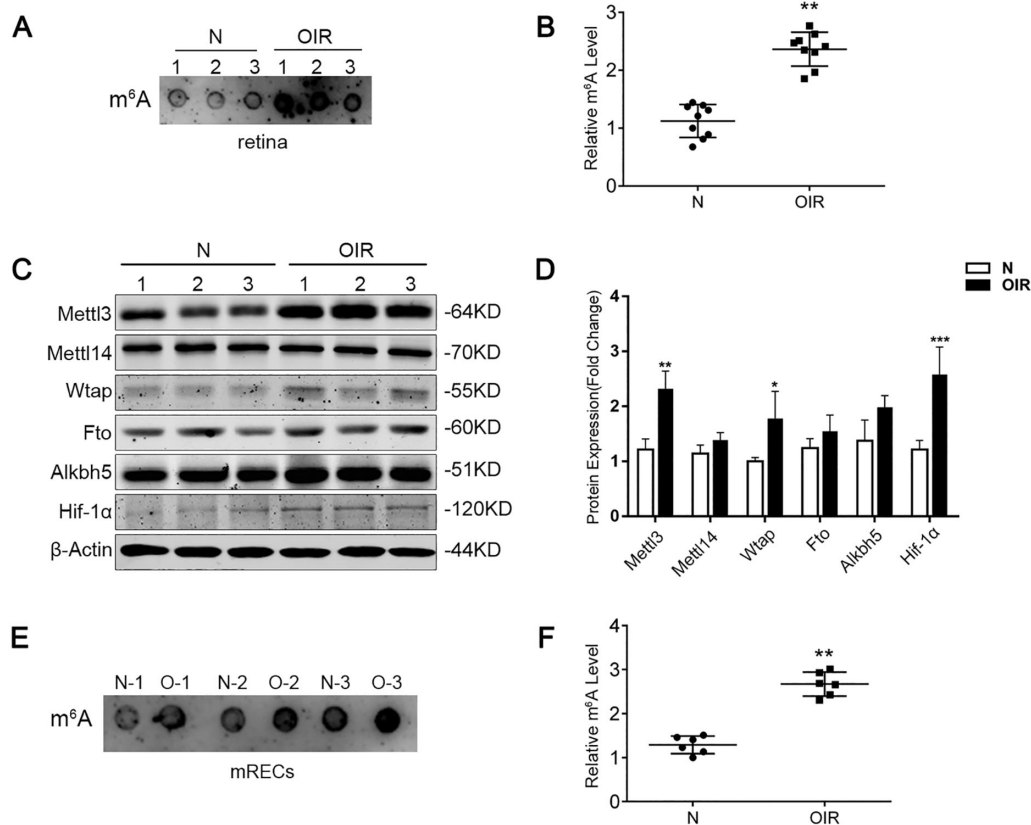 A
N OIR
1 2 3 1 2 3
m⁶A
retina
B
Relative m⁶A Level
3
2
1
0
**
N OIR
C
N OIR
1 2 3 1 2 3
Mettl3 -64KD
Mettl14 -70KD
Wtap -55KD
Fto -60KD
Alkbh5 -51KD
Hif-1α -120KD
β-Actin -44KD
D
N
OIR
Protein Expression(Fold Change)
4
3
2
1
0
** * ***
Mettl3 Mettl14 Wtap Fto Alkbh5 Hif-1α
E
N-1 O-1 N-2 O-2 N-3 O-3
m⁶A
mRECs
F
Relative m⁶A Level
4
3
2
1
0
**
N OIR